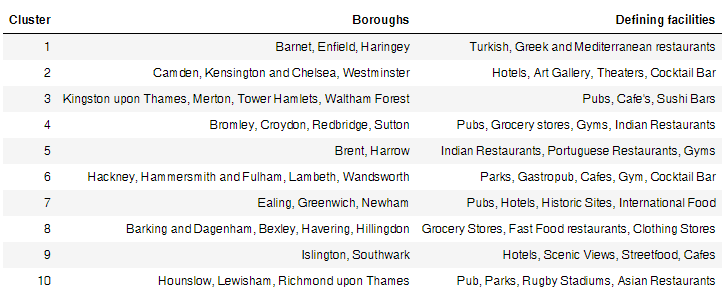 Cluster Boroughs Defining facilities
1 Barnet, Enfield, Haringey Turkish, Greek and Mediterranean restaurants
2 Camden, Kensington and Chelsea, Westminster Hotels, Art Gallery, Theaters, Cocktail Bar
3 Kingston upon Thames, Merton, Tower Hamlets, Waltham Forest Pubs, Cafe's, Sushi Bars
4 Bromley, Croydon, Redbridge, Sutton Pubs, Grocery stores, Gyms, Indian Restaurants
5 Brent, Harrow Indian Restaurants, Portuguese Restaurants, Gyms
6 Hackney, Hammersmith and Fulham, Lambeth, Wandsworth Parks, Gastropub, Cafes, Gym, Cocktail Bar
7 Ealing, Greenwich, Newham Pubs, Hotels, Historic Sites, International Food
8 Barking and Dagenham, Bexley, Havering, Hillingdon Grocery Stores, Fast Food restaurants, Clothing Stores
9 Islington, Southwark Hotels, Scenic Views, Streetfood, Cafes
10 Hounslow, Lewisham, Richmond upon Thames Pub, Parks, Rugby Stadiums, Asian Restaurants